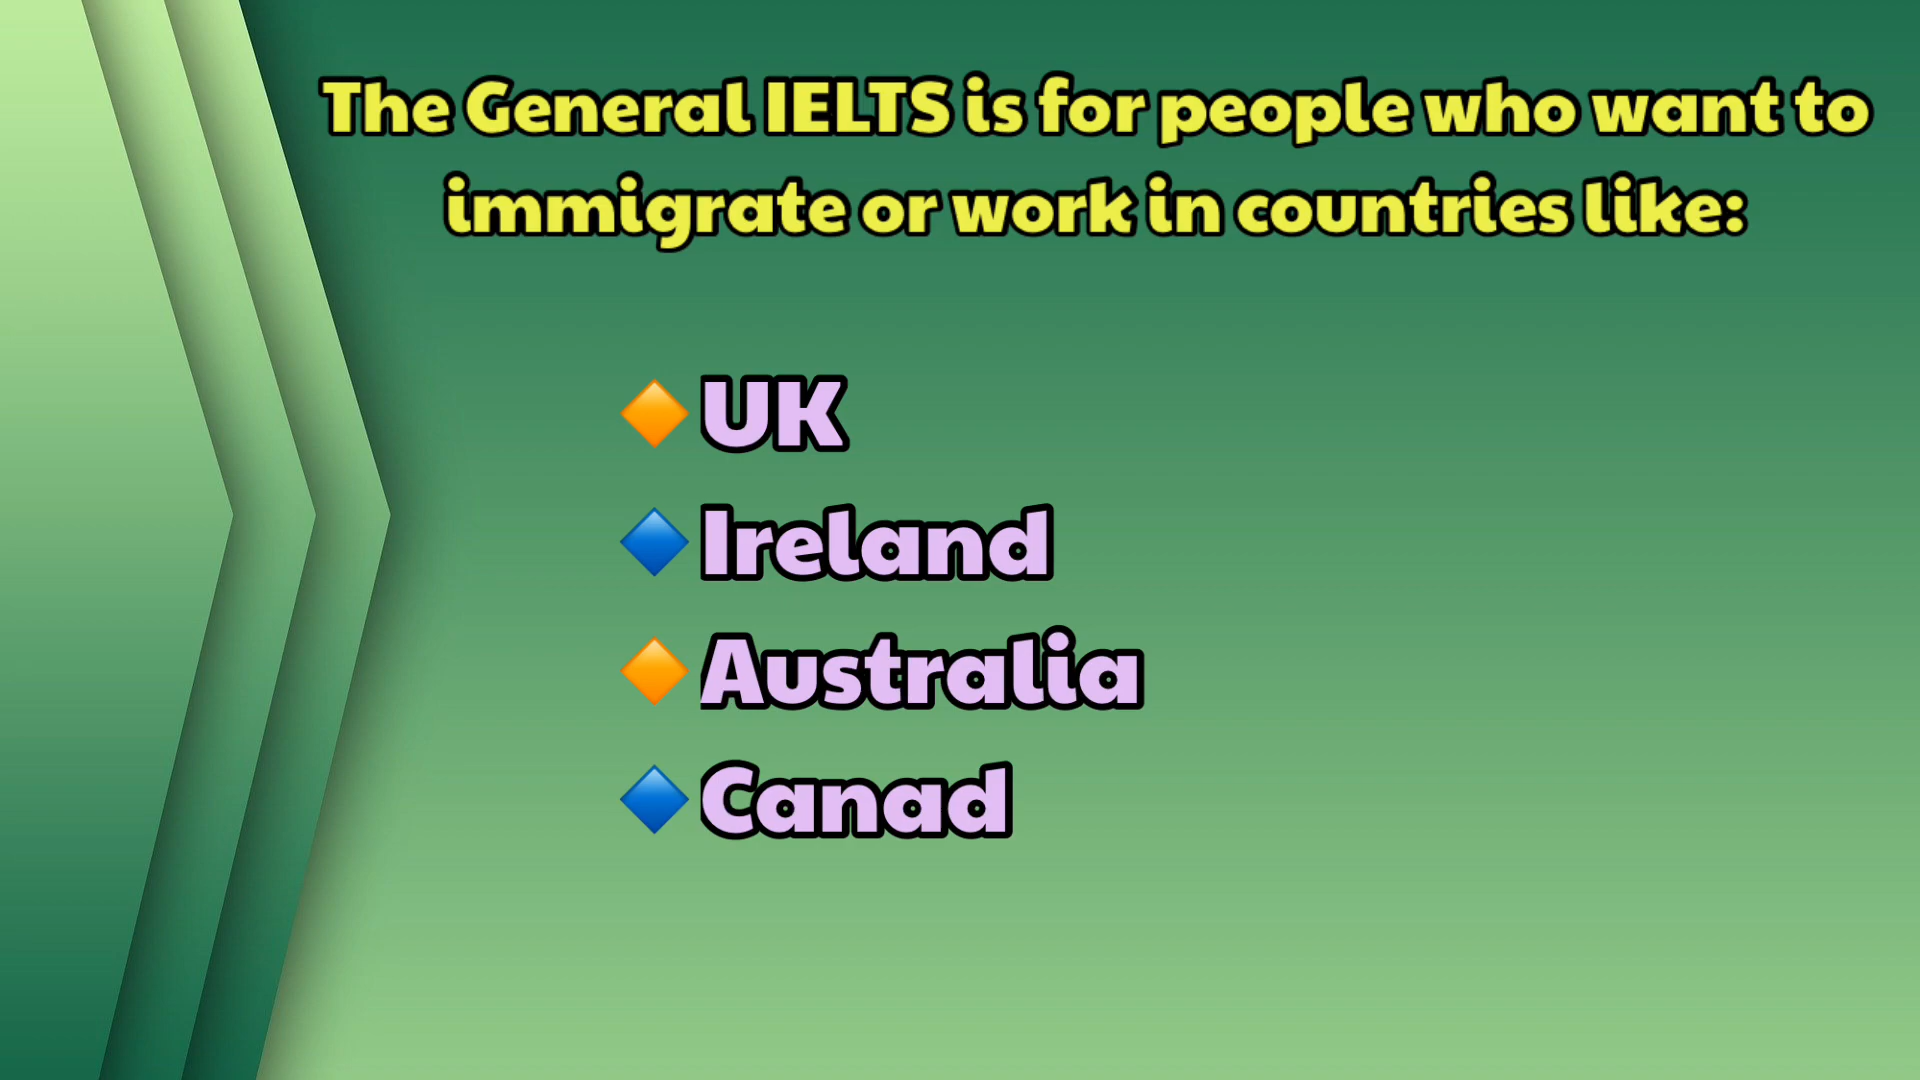 The General IELTS is for people who want to
immigrate or work in countries like:
🔶UK
🔷Ireland
🔶Australia
🔷Canad